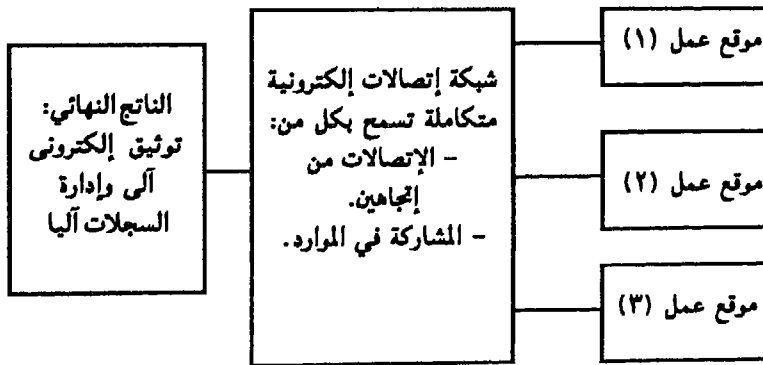 موقع عمل (١)
موقع عمل (٢)
موقع عمل (٣)
شبكة إتصالات إلكترونية
متكاملة تسمح بكل من:
- الإتصالات من
إتجاهين.
- المشاركة في الموارد.
الناتج النهائي:
توثيق إلكترونى
آلى وإدارة
السجلات آليا